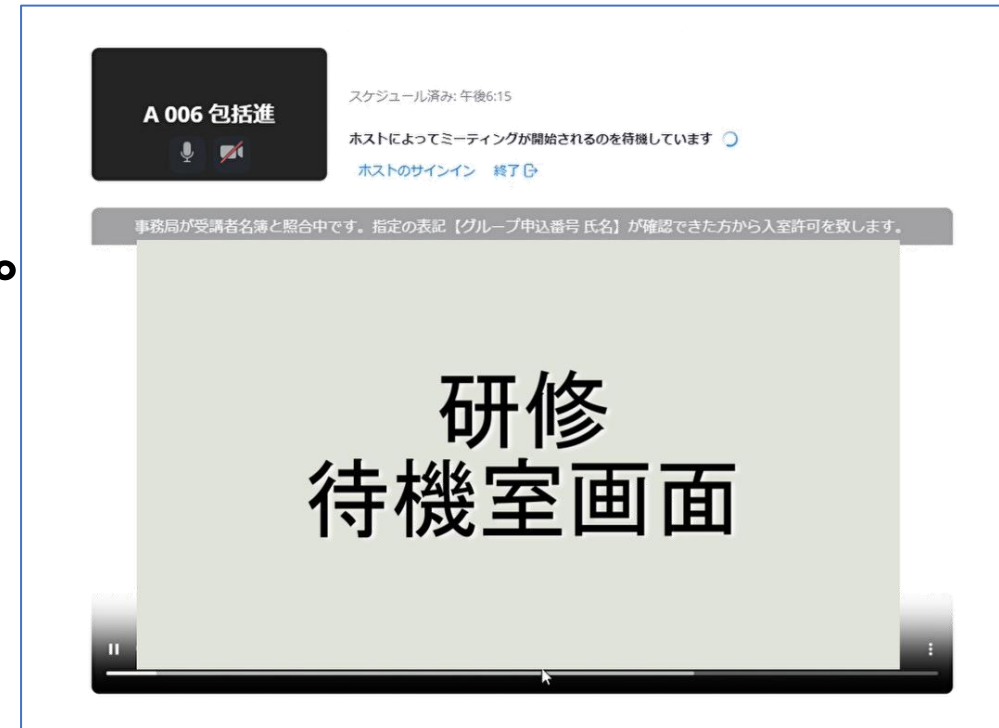 A 006 包括進
スケジュール済み: 午後6:15
ホストによってミーティングが開始されるのを待機しています
ホストのサインイン 終了
事務局が受講者名簿と照合中です。指定の表記【グループ申込番号 氏名】が確認できた方から入室許可を致します。
。
研修
待機室画面